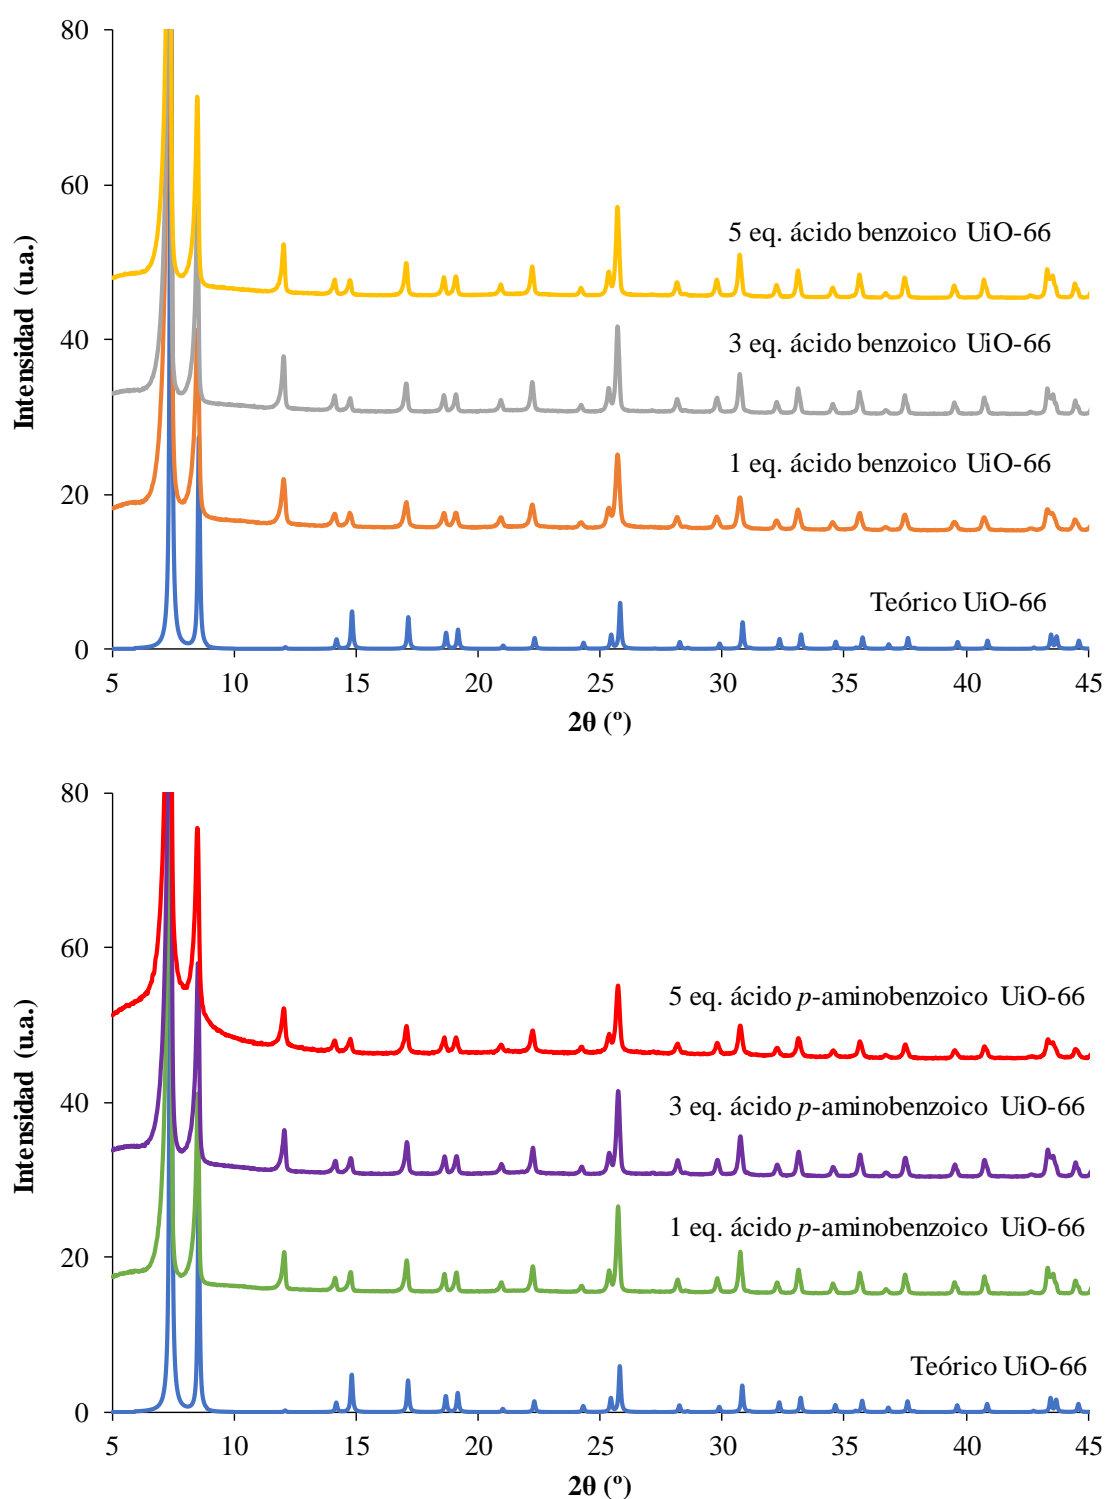 80
60
40
20
0
Intensidad (u.a.)
5 eq. ácido benzoico UiO-66
3 eq. ácido benzoico UiO-66
1 eq. ácido benzoico UiO-66
Teórico UiO-66
5 10 15 20 25 30 35 40 45
2θ (º)
80
60
40
20
0
Intensidad (u.a.)
5 eq. ácido p-aminobenzoico UiO-66
3 eq. ácido p-aminobenzoico UiO-66
1 eq. ácido p-aminobenzoico UiO-66
Teórico UiO-66
5 10 15 20 25 30 35 40 45
2θ (º)